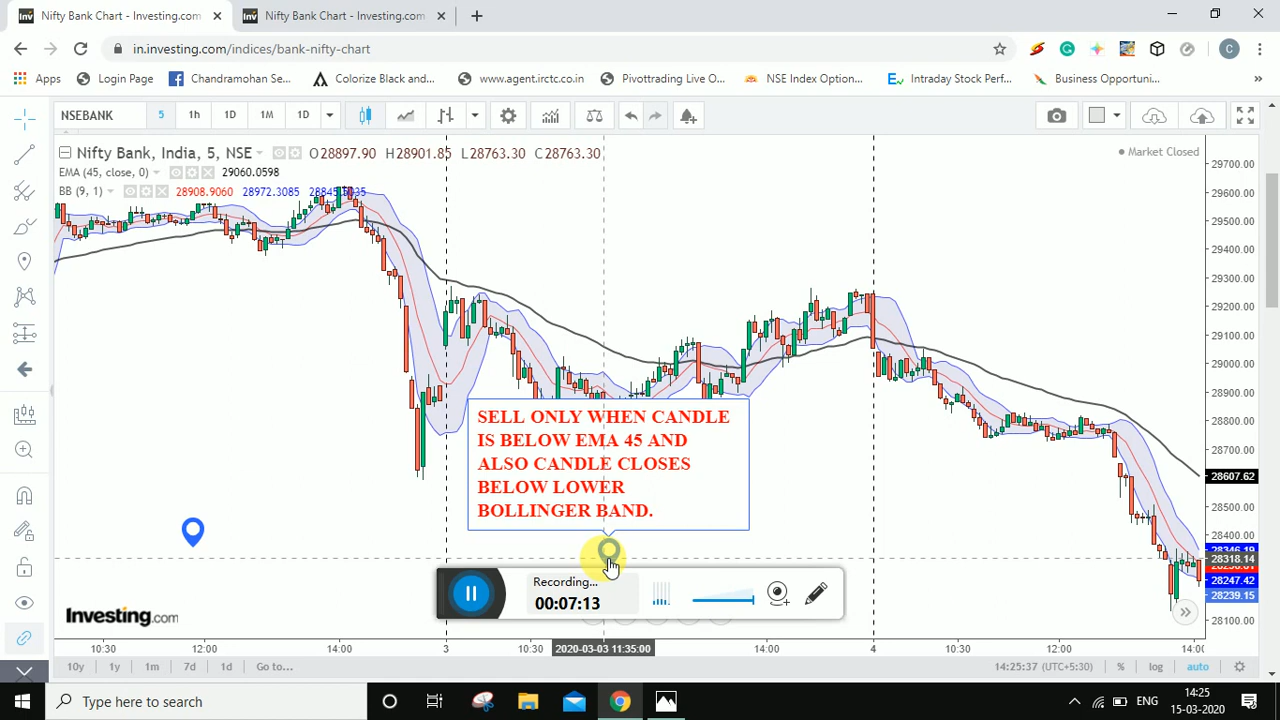 Nifty Bank Chart - Investing.com
Nifty Bank Chart - Investing.com
in.investing.com/indices/bank-nifty-chart
C
Apps
Login Page
Chandramohan Se...
Colorize Black and...
www.agent.irctc.co.in
Pivottrading Live O...
NSE Index Option...
Intraday Stock Perf...
Business Opportuni...
NSEBANK
5
1h
1D
1M
1D
Nifty Bank, India, 5, NSE
O28897.90 H28901.85 L28763.30 C28763.30
Market Closed
EMA (45, close, 0)
29060.0598
BB (9, 1)
28908.9060 28972.3085
29700.00
29600.00
29500.00
29400.00
29300.00
29200.00
29100.00
29000.00
28900.00
28800.00
28700.00
28607.62
28500.00
28400.00
28346.19
28318.14
28247.42
28239.15
28100.00
SELL ONLY WHEN CANDLE
IS BELOW EMA 45 AND
ALSO CANDLE CLOSES
BELOW LOWER
BOLLINGER BAND.
Recording...
00:07:13
Investing.com
10:30
12:00
14:00
3
10:30
2020-03-03 11:35:00
14:00
4
10:30
12:00
14:00
10y
1y
1m
7d
1d
Go to...
14:25:37 (UTC+5:30)
%
log
auto
Type here to search
ENG
14:25
15-03-2020